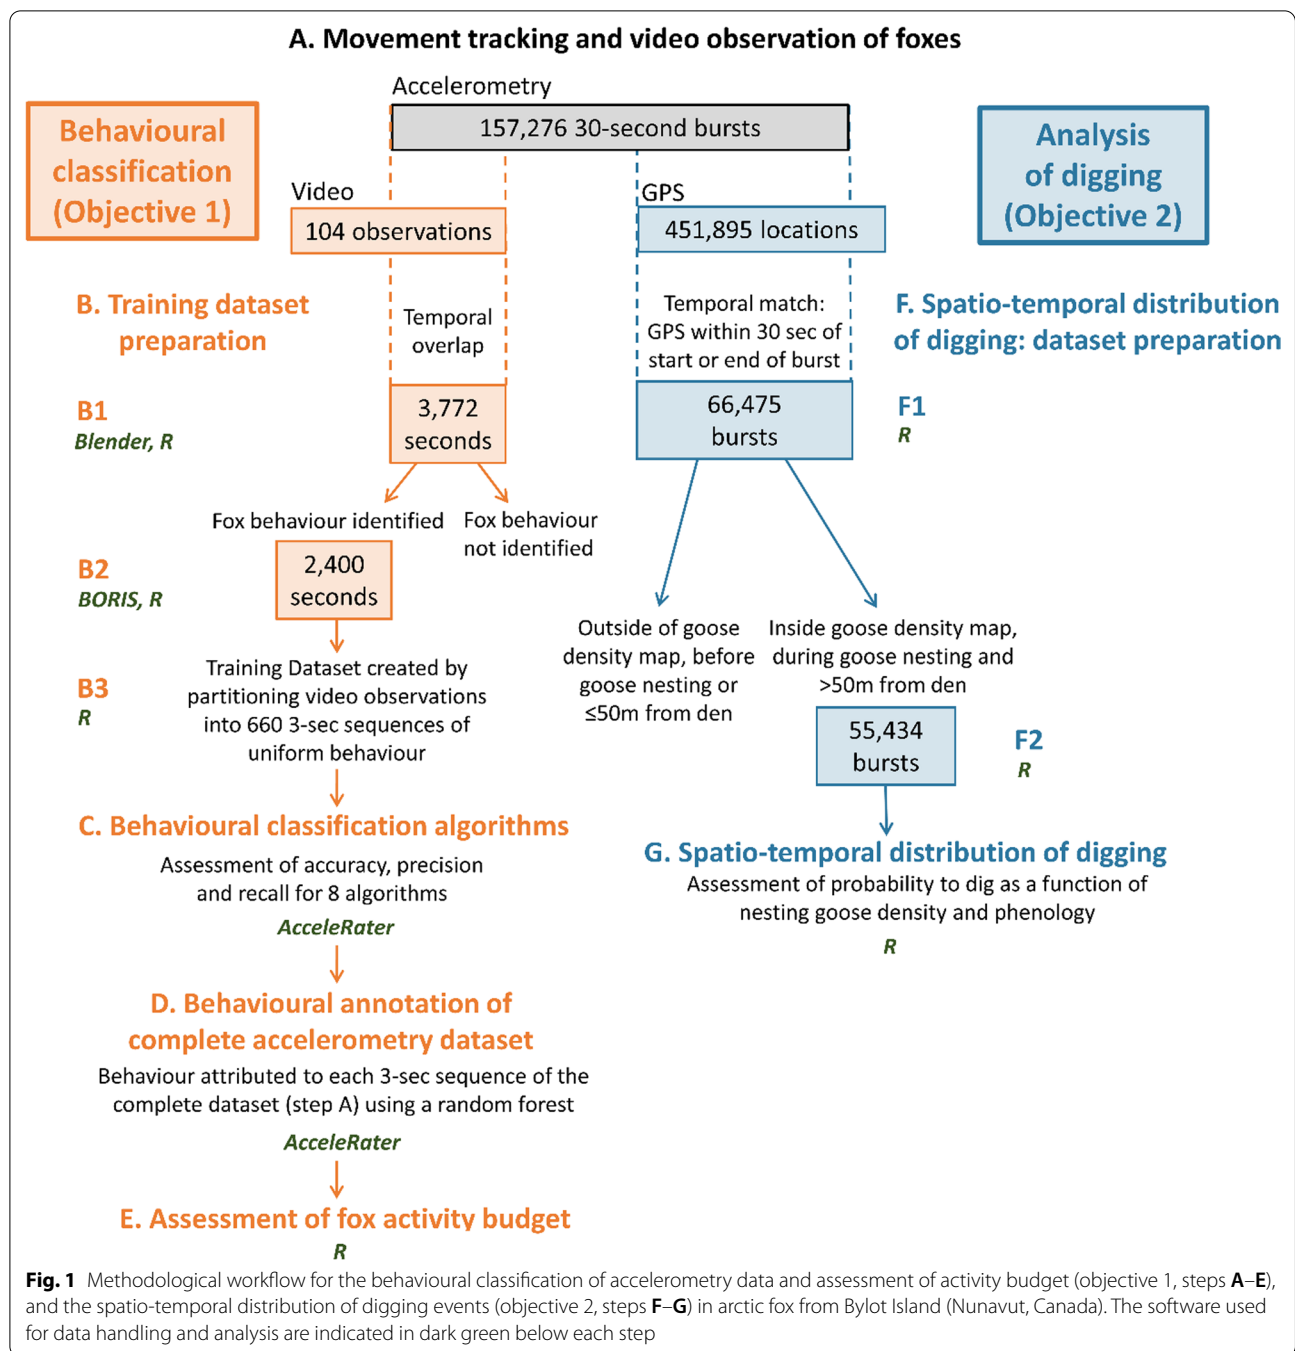 A. Movement tracking and video observation of foxes
Accelerometry
157,276 30-second bursts
Behavioural
classification
(Objective 1)
Analysis
of digging
(Objective 2)
Video
104 observations
GPS
451,895 locations
B. Training dataset
preparation
Temporal
overlap
Temporal match:
GPS within 30 sec of
start or end of burst
F. Spatio-temporal distribution
of digging: dataset preparation
B1
Blender, R
3,772
seconds
66,475
bursts
F1
R
Fox behaviour identified
Fox behaviour
not identified
B2
BORIS, R
2,400
seconds
Outside of goose
density map, before
goose nesting or
≤50m from den
Inside goose density map,
during goose nesting and
>50m from den
B3
R
Training Dataset created by
partitioning video observations
into 660 3-sec sequences of
uniform behaviour
55,434
bursts
F2
R
C. Behavioural classification algorithms
Assessment of accuracy, precision
and recall for 8 algorithms
AcceleRater
G. Spatio-temporal distribution of digging
Assessment of probability to dig as a function of
nesting goose density and phenology
R
D. Behavioural annotation of
complete accelerometry dataset
Behaviour attributed to each 3-sec sequence of the
complete dataset (step A) using a random forest
AcceleRater
E. Assessment of fox activity budget
R
Fig. 1 Methodological workflow for the behavioural classification of accelerometry data and assessment of activity budget (objective 1, steps A–E),
and the spatio-temporal distribution of digging events (objective 2, steps F–G) in arctic fox from Bylot Island (Nunavut, Canada). The software used
for data handling and analysis are indicated in dark green below each step